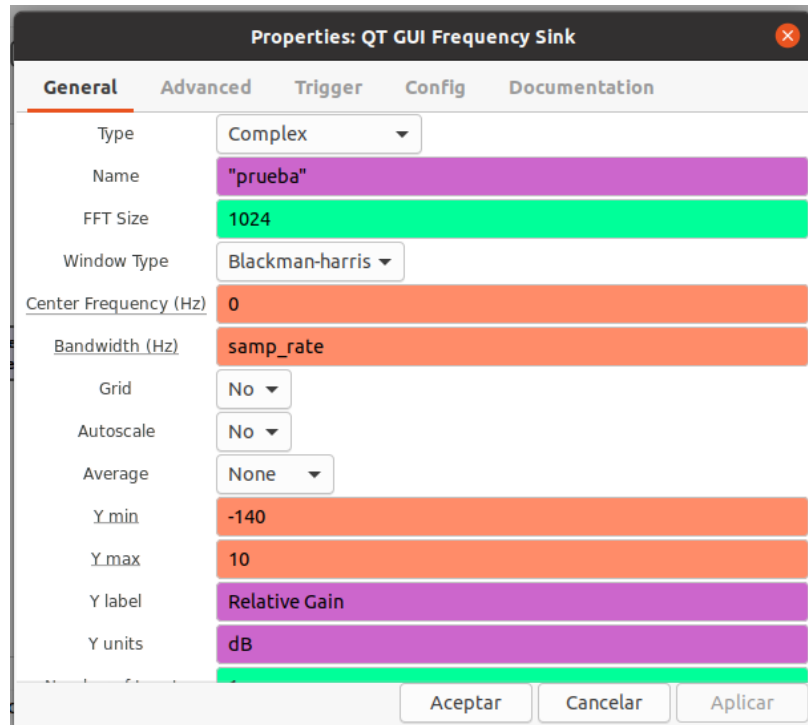 Properties: QT GUI Frequency Sink
General Advanced Trigger Config Documentation
Type Complex
Name "prueba"
FFT Size 1024
Window Type Blackman-harris
Center Frequency (Hz) 0
Bandwidth (Hz) samp_rate
Grid No
Autoscale No
Average None
Y min -140
Y max 10
Y label Relative Gain
Y units dB
Aceptar Cancelar Aplicar